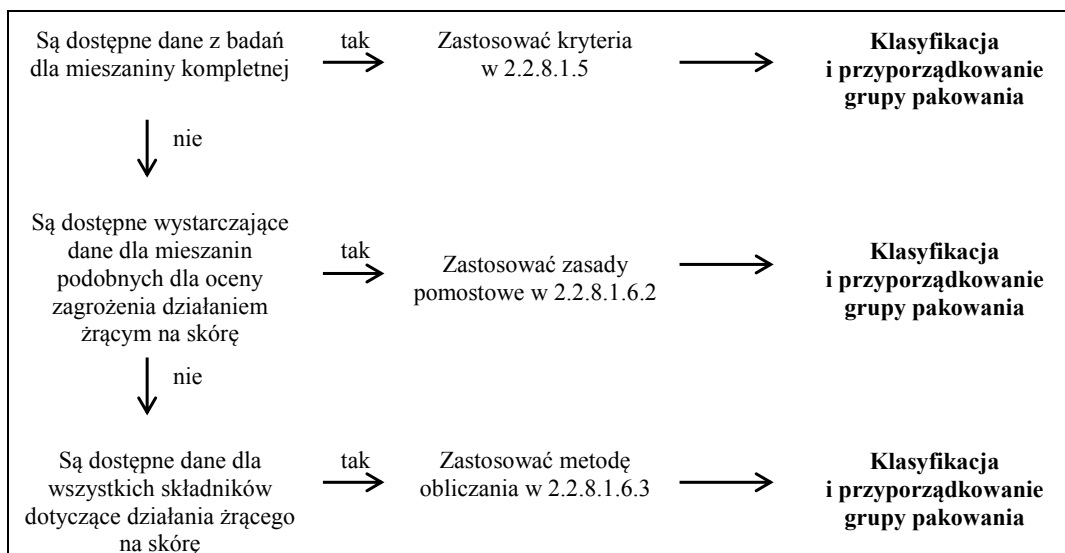 Są dostępne dane z badań
dla mieszaniny kompletnej
tak
Zastosować kryteria
w 2.2.8.1.5
Klasyfikacja
i przyporządkowanie
grupy pakowania
nie
Są dostępne wystarczające
dane dla mieszanin
podobnych dla oceny
zagrożenia działaniem
żrącym na skórę
tak
Zastosować zasady
pomostowe w 2.2.8.1.6.2
Klasyfikacja
i przyporządkowanie
grupy pakowania
nie
Są dostępne dane dla
wszystkich składników
dotyczące działania żrącego
na skórę
tak
Zastosować metodę
obliczania w 2.2.8.1.6.3
Klasyfikacja
i przyporządkowanie
grupy pakowania